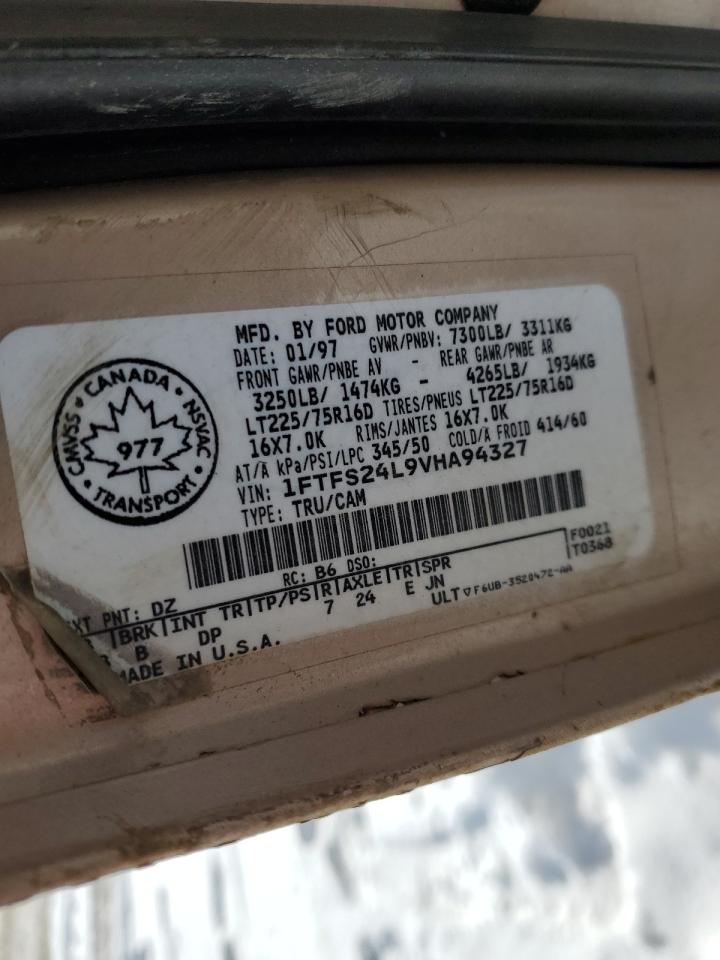 MFD. BY FORD MOTOR COMPANY
DATE: 01/97 GVWR/PNBV: 7300LB/ 3311KG
FRONT GAWR/PNBE AV - REAR GAWR/PNBE AR
3250LB/ 1474KG - 4265LB/ 1934KG
LT225/75R16D TIRES/PNEUS LT225/75R16D
16X7.0K RIMS/JANTES 16X7.0K
AT/A kPa/PSI/LPC 345/50 COLD/A FROID 414/60
VIN: 1FTFS24L9VHA94327
TYPE: TRU/CAM
CANADA
CMVSS
NSVAC
977
TRANSPORT
F0021
T0368
RC: B6 DSO:
PNT: DZ
BRK|INT TR|TP/PS|R|AXLE|TR|SPR
B DP 7 24 E JN
MADE IN U.S.A.
ULT ▽F6UB-3520472-AA